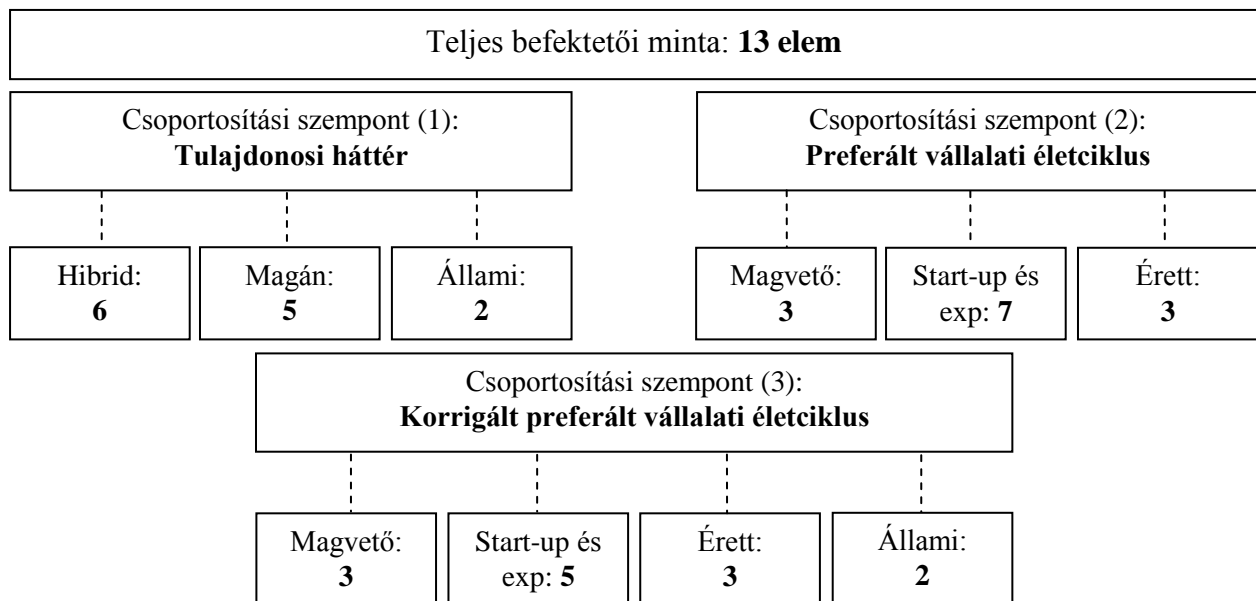 Teljes befektetői minta: 13 elem
Csoportosítási szempont (1):
Tulajdonosi háttér
Csoportosítási szempont (2):
Preferált vállalati életciklus
Hibrid:
6
Magán:
5
Állami:
2
Magvető:
3
Start-up és
exp: 7
Érett:
3
Csoportosítási szempont (3):
Korrigált preferált vállalati életciklus
Magvető:
3
Start-up és
exp: 5
Érett:
3
Állami:
2